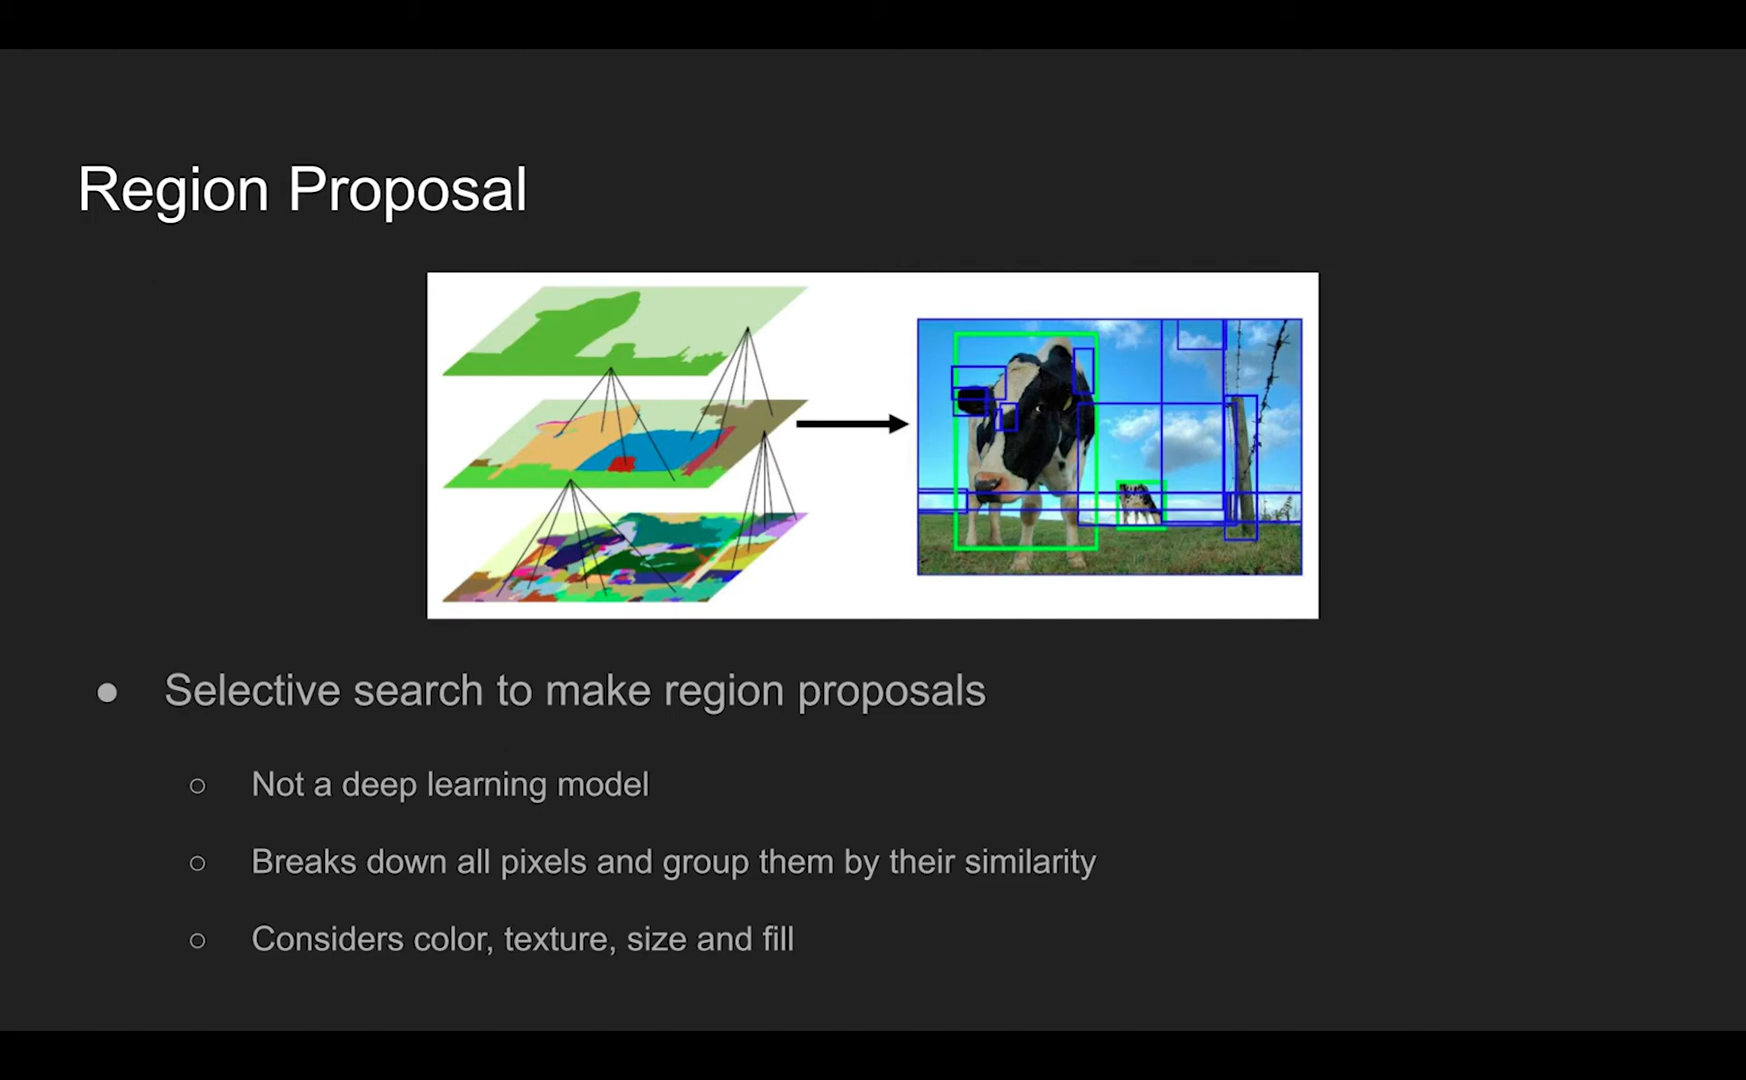 Region Proposal
Selective search to make region proposals
Not a deep learning model
Breaks down all pixels and group them by their similarity
Considers color, texture, size and fill